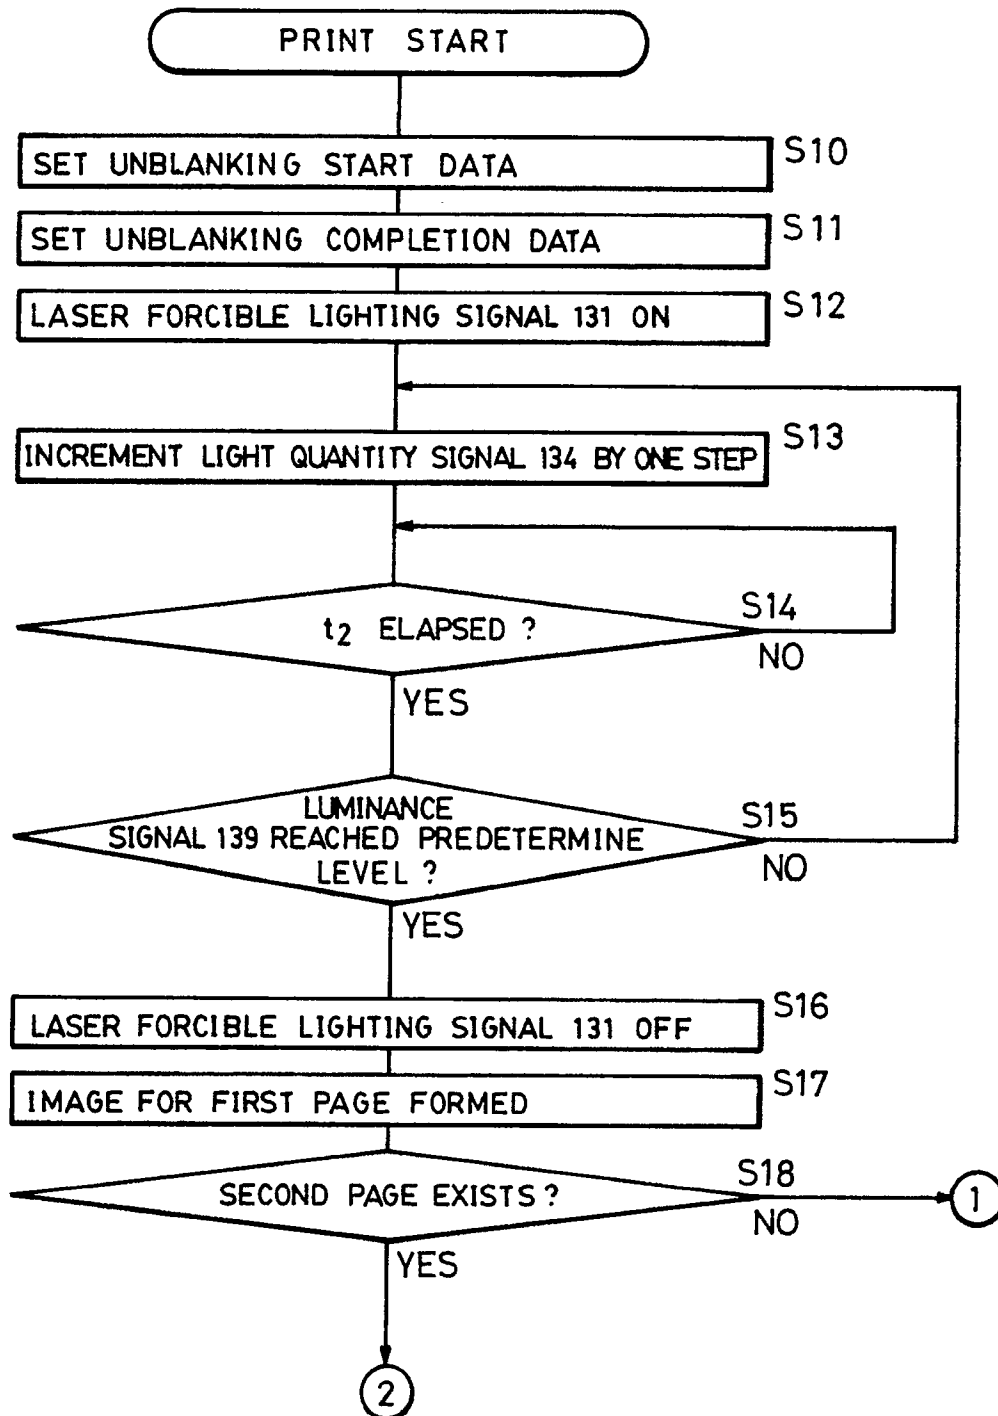 PRINT START
SET UNBLANKING START DATA
S10
SET UNBLANKING COMPLETION DATA
S11
LASER FORCIBLE LIGHTING SIGNAL 131 ON
S12
INCREMENT LIGHT QUANTITY SIGNAL 134 BY ONE STEP
S13
t2 ELAPSED ?
S14
NO
YES
LUMINANCE
SIGNAL 139 REACHED PREDETERMINE
LEVEL ?
S15
NO
YES
LASER FORCIBLE LIGHTING SIGNAL 131 OFF
S16
IMAGE FOR FIRST PAGE FORMED
S17
SECOND PAGE EXISTS ?
S18
NO
1
YES
2